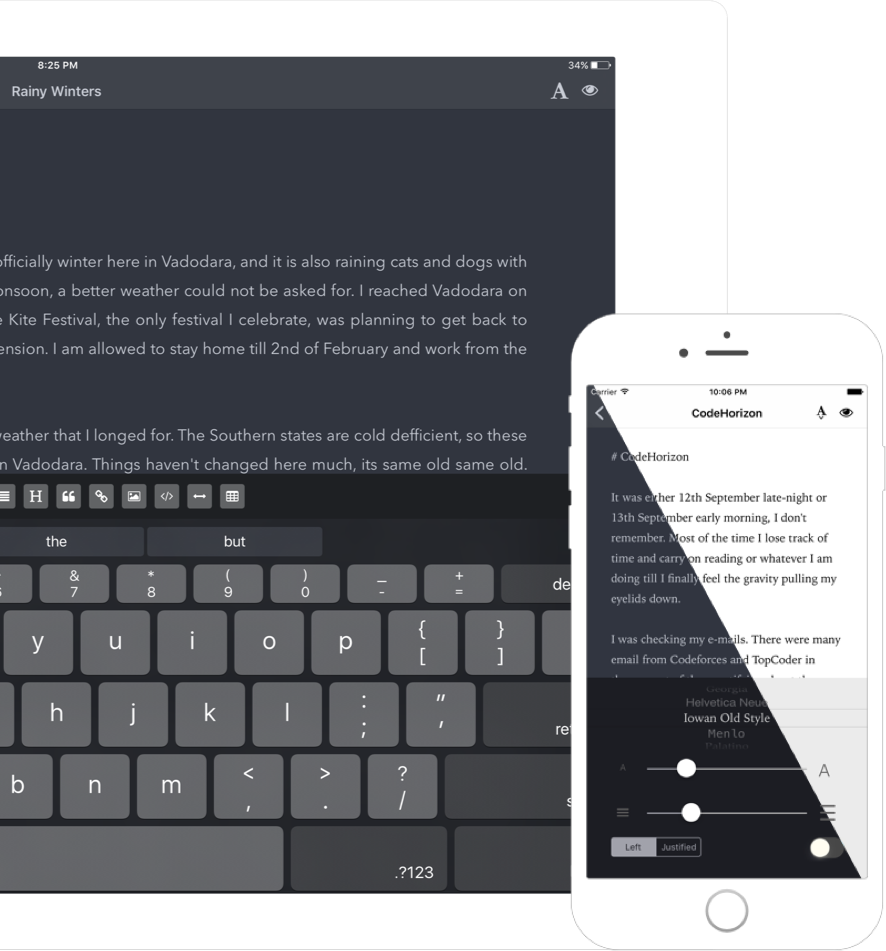 8:25 PM
34%
Rainy Winters
A
officially winter here in Vadodara, and it is also raining cats and dogs with
onsoon, a better weather could not be asked for. I reached Vadodara on
e Kite Festival, the only festival I celebrate, was planning to get back to
ension. I am allowed to stay home till 2nd of February and work from the
weather that I longed for. The Southern states are cold defficient, so these
n Vadodara. Things haven't changed here much, its same old same old.
H
the but
& 7 * 8 ( 9 ) 0 _ - + = de
y u i o p { [ } ]
h j k l : ; " ' ret
b n m < , > . ? / s
.?123
Carrier 10:06 PM
CodeHorizon A
# CodeHorizon
It was either 12th September late-night or
13th September early morning, I don't
remember. Most of the time I lose track of
time and carry on reading or whatever I am
doing till I finally feel the gravity pulling my
eyelids down.
I was checking my e-mails. There were many
email from Codeforces and TopCoder in
Georgia
Helvetica Neue
Iowan Old Style
Menlo
Palatino
A A
Left Justified